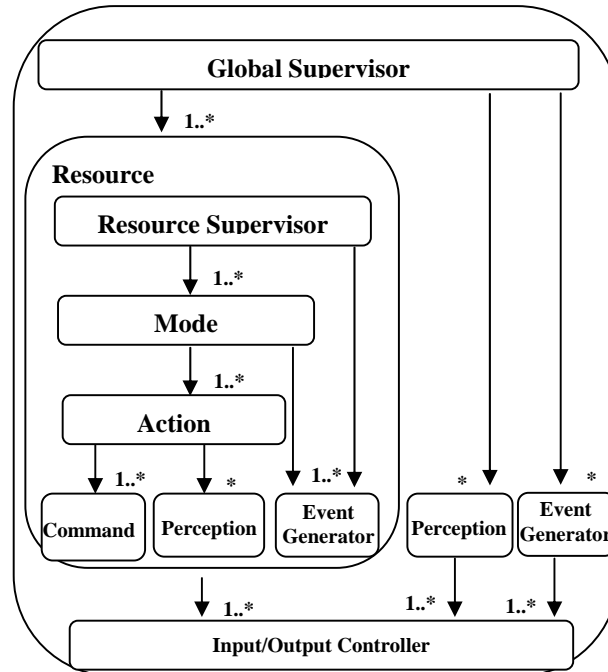 Global Supervisor
1..*
Resource
Resource Supervisor
1..*
Mode
1..*
Action
1..*
*
1..*
*
*
Command
Perception
Event
Generator
Perception
Event
Generator
1..*
1..*
1..*
Input/Output Controller